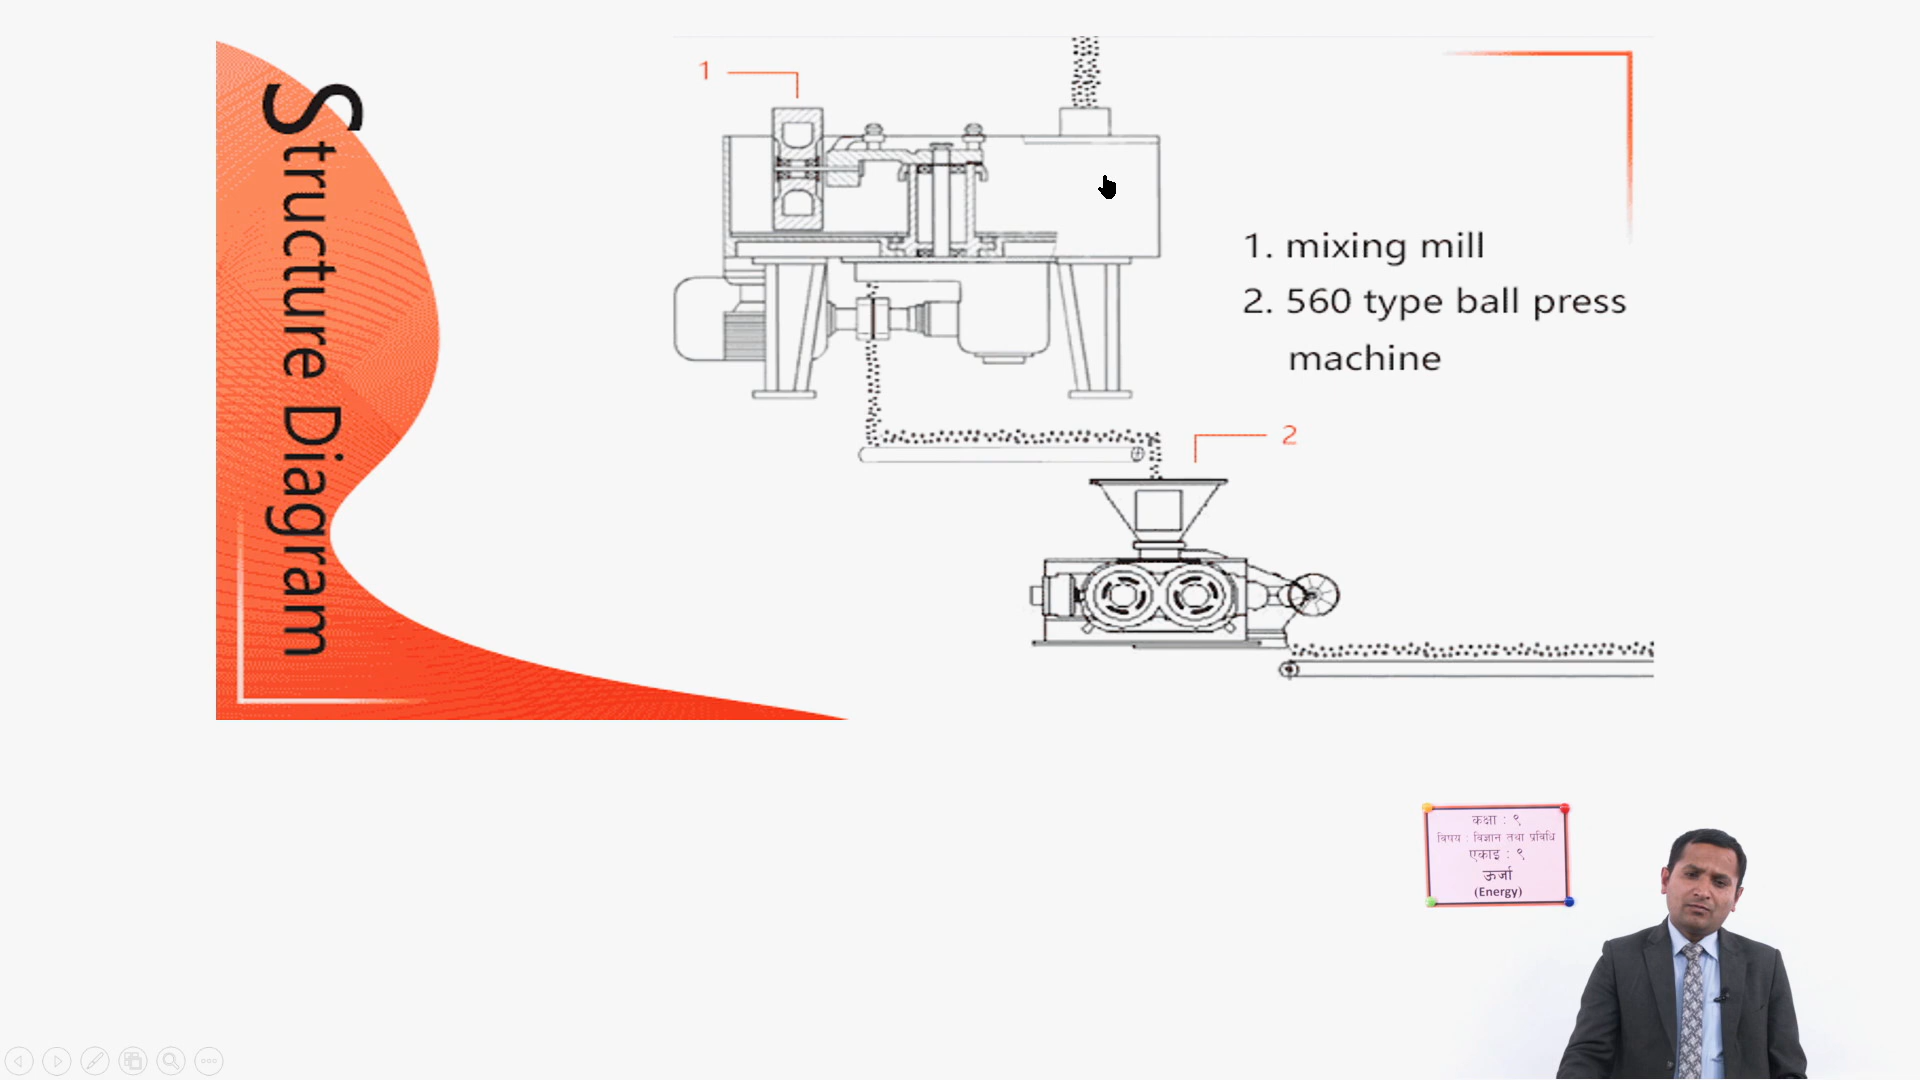 Structure Diagram
1
1. mixing mill
2. 560 type ball press
machine
2
कक्षा : ९
विषय : विज्ञान तथा प्रविधि
एकाइ : ९
ऊर्जा
(Energy)